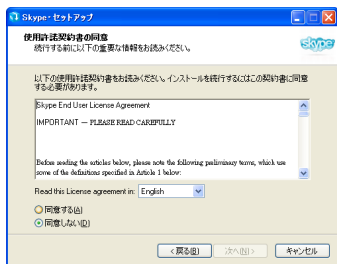 Skype - セットアップ
使用許諾契約書の同意
続行する前に以下の重要な情報をお読みください。
skype
以下の使用許諾契約書をお読みください。インストールを続行するにはこの契約書に同意
する必要があります。
Skype End User License Agreement
IMPORTANT — PLEASE READ CAREFULLY
Before reading the articles below, please note the following preliminary terms, which use
some of the definitions specified in Article 1 below:
Read this License agreement in: English
同意する(A)
同意しない(D)
< 戻る(B)
次へ(N) >
キャンセル